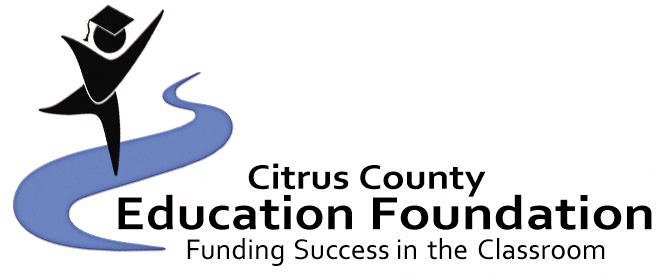 Citrus County
Education Foundation
Funding Success in the Classroom